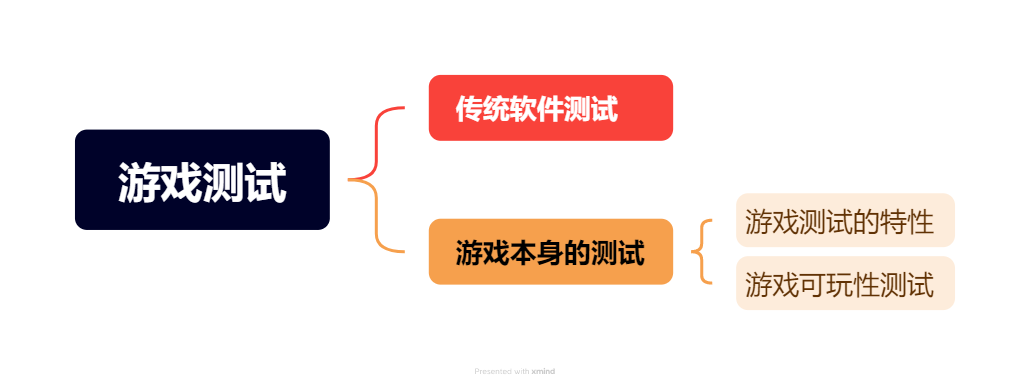 游戏测试
传统软件测试
游戏本身的测试
游戏测试的特性
游戏可玩性测试
Presented with xmind